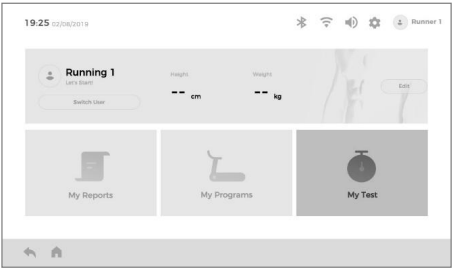 19:25 02/08/2019
Runner 1
Running 1
Let's Start!
Switch User
Height
-- cm
Weight
-- kg
Edit
My Reports
My Programs
My Test